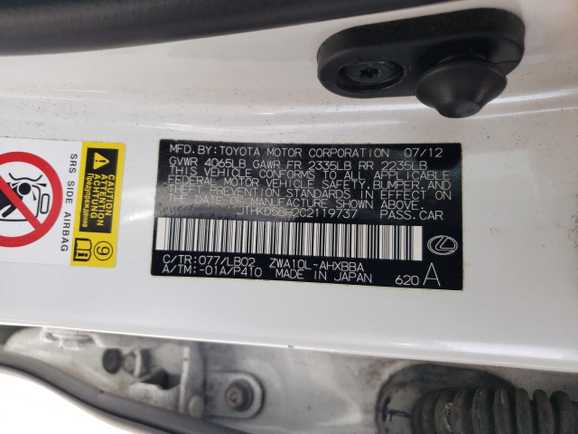 MFD.BY:TOYOTA MOTOR CORPORATION 07/12
GVWR 4065LB GAWR FR 2335LB RR 2235LB
THIS VEHICLE CONFORMS TO ALL APPLICABLE
FEDERAL MOTOR VEHICLE SAFETY, BUMPER, AND
THEFT PREVENTION STANDARDS IN EFFECT ON
THE DATE OF MANUFACTURE SHOWN ABOVE.
PASS.CAR
C/TR:077/LB02 ZWA10L-AHXBBA
A/TM:-01A/P410 MADE IN JAPAN
620 A
SRS SIDE AIRBAG
CAUTION
ATTENTION
ACHTUNG
9